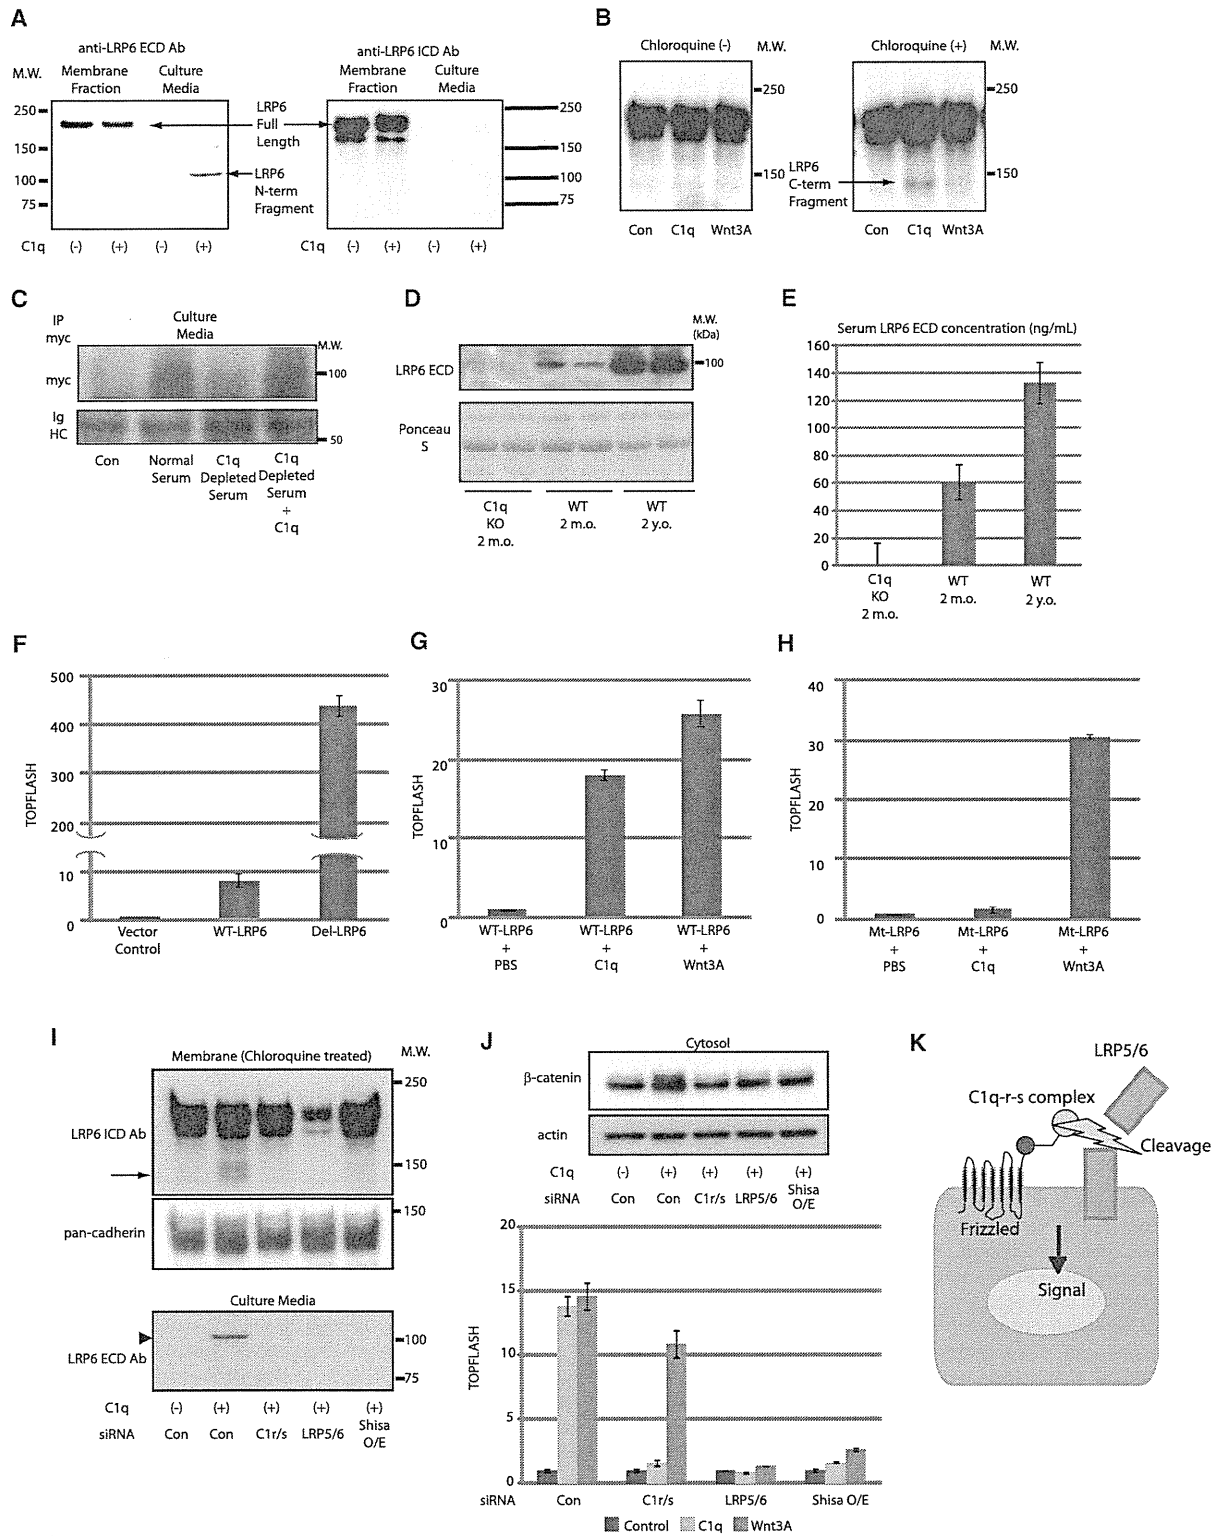 A
anti-LRP6 ECD Ab
M.W.
Membrane Fraction
Culture Media
250
150
100
75
C1q (-) (+) (-) (+)
LRP6 Full Length
LRP6 N-term Fragment
anti-LRP6 ICD Ab
Membrane Fraction
Culture Media
250
150
100
75
C1q (-) (+) (-) (+)
B
Chloroquine (-)
M.W.
250
150
Con C1q Wnt3A
LRP6 C-term Fragment
Chloroquine (+)
M.W.
250
150
Con C1q Wnt3A
C
IP myc
Culture Media
M.W.
myc
100
Ig HC
50
Con
Normal Serum
C1q Depleted Serum
C1q Depleted Serum + C1q
D
M.W. (kDa)
LRP6 ECD
100
Ponceau S
C1q KO 2 m.o.
WT 2 m.o.
WT 2 y.o.
E
Serum LRP6 ECD concentration (ng/mL)
160
140
120
100
80
60
40
20
0
C1q KO 2 m.o.
WT 2 m.o.
WT 2 y.o.
F
TOPFLASH
500
400
300
200
10
0
Vector Control
WT-LRP6
Del-LRP6
G
TOPFLASH
30
20
10
0
WT-LRP6 + PBS
WT-LRP6 + C1q
WT-LRP6 + Wnt3A
H
TOPFLASH
40
30
20
10
0
Mt-LRP6 + PBS
Mt-LRP6 + C1q
Mt-LRP6 + Wnt3A
I
Membrane (Chloroquine treated)
M.W.
250
LRP6 ICD Ab
150
150
pan-cadherin
Culture Media
100
LRP6 ECD Ab
75
C1q (-) (+) (+) (+) (+)
siRNA Con Con C1r/s LRP5/6 Shisa O/E
J
Cytosol
β-catenin
actin
C1q (-) (+) (+) (+) (+)
siRNA Con Con C1r/s LRP5/6 Shisa O/E
TOPFLASH
20
15
10
5
0
siRNA Con C1r/s LRP5/6 Shisa O/E
Control C1q Wnt3A
K
LRP5/6
C1q-r-s complex
Cleavage
Frizzled
Signal